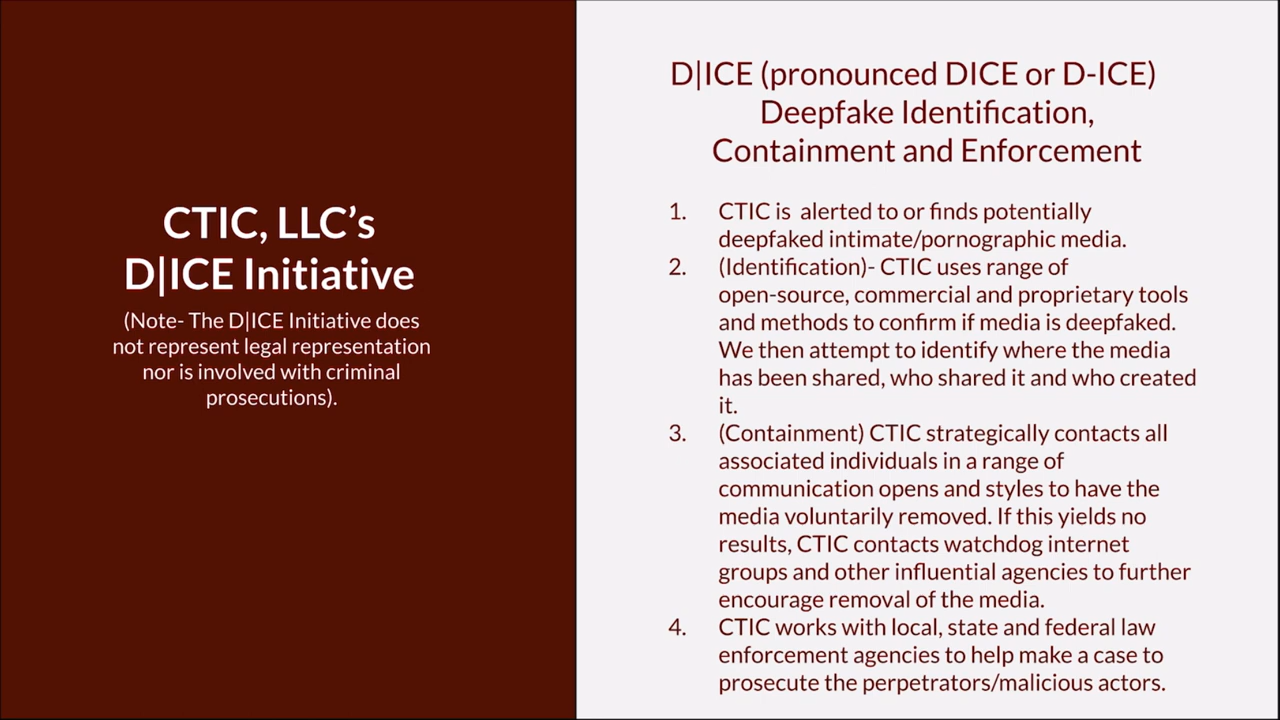 CTIC, LLC’s
D|ICE Initiative
(Note- The D|ICE Initiative does
not represent legal representation
nor is involved with criminal
prosecutions).
D|ICE (pronounced DICE or D-ICE)
Deepfake Identification,
Containment and Enforcement
1. CTIC is  alerted to or finds potentially
deepfaked intimate/pornographic media.
2. (Identification)- CTIC uses range of
open-source, commercial and proprietary tools
and methods to confirm if media is deepfaked.
We then attempt to identify where the media
has been shared, who shared it and who created
it.
3. (Containment) CTIC strategically contacts all
associated individuals in a range of
communication opens and styles to have the
media voluntarily removed. If this yields no
results, CTIC contacts watchdog internet
groups and other influential agencies to further
encourage removal of the media.
4. CTIC works with local, state and federal law
enforcement agencies to help make a case to
prosecute the perpetrators/malicious actors.